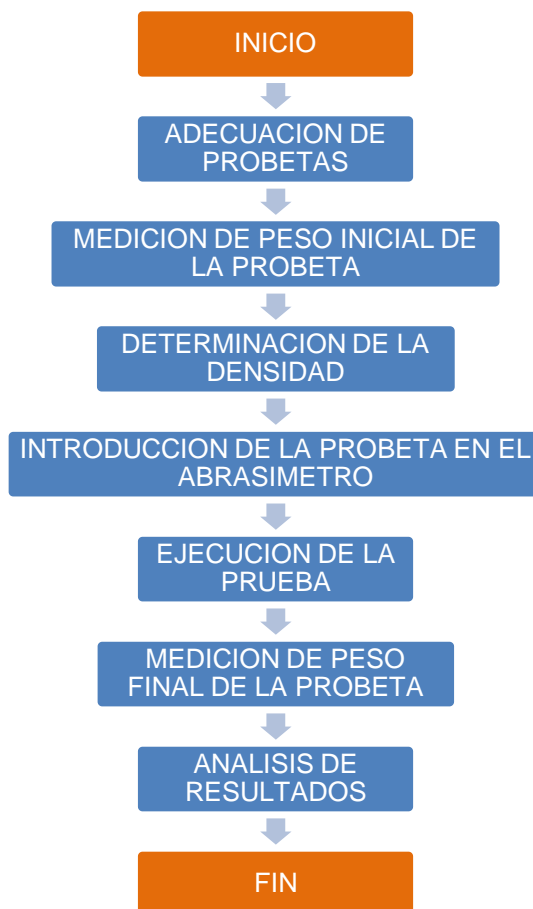 INICIO
ADECUACION DE
PROBETAS
MEDICION DE PESO INICIAL DE
LA PROBETA
DETERMINACION DE LA
DENSIDAD
INTRODUCCION DE LA PROBETA EN EL
ABRASIMETRO
EJECUCION DE LA
PRUEBA
MEDICION DE PESO
FINAL DE LA PROBETA
ANALISIS DE
RESULTADOS
FIN